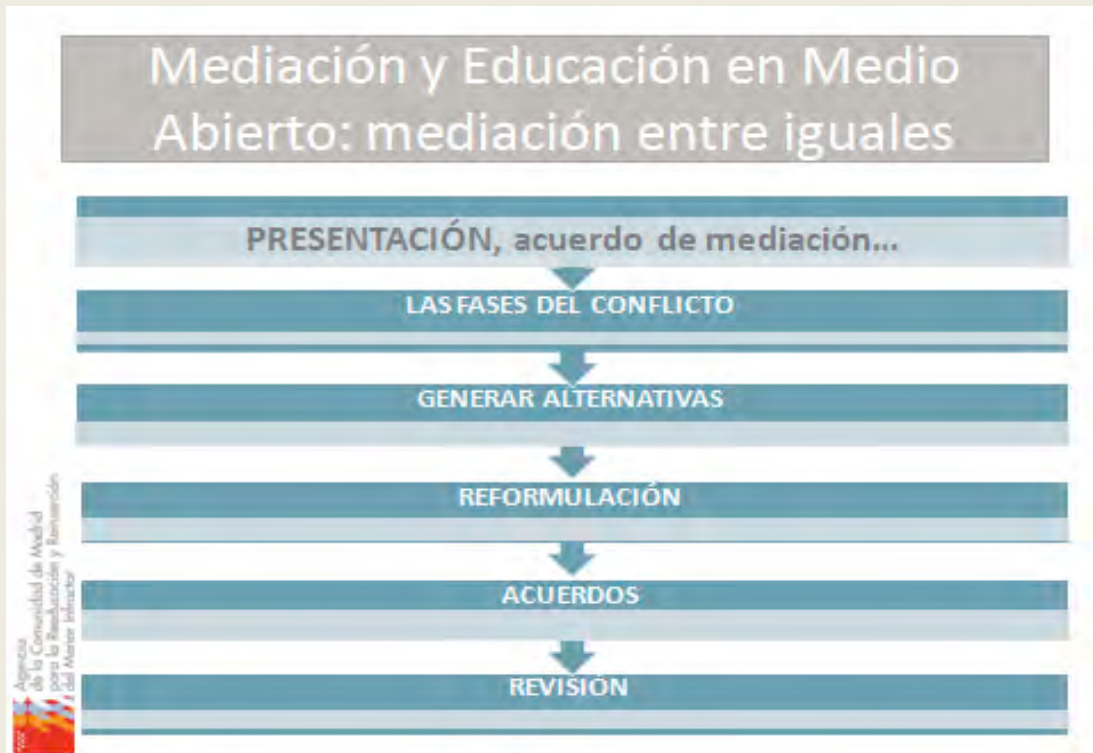 Mediación y Educación en Medio
Abierto: mediación entre iguales
PRESENTACIÓN, acuerdo de mediación...
LAS FASES DEL CONFLICTO
GENERAR ALTERNATIVAS
REFORMULACIÓN
ACUERDOS
REVISIÓN
Agencia
de la Comunidad de Madrid
para la Reeducación y Reinserción
del Menor Infractor